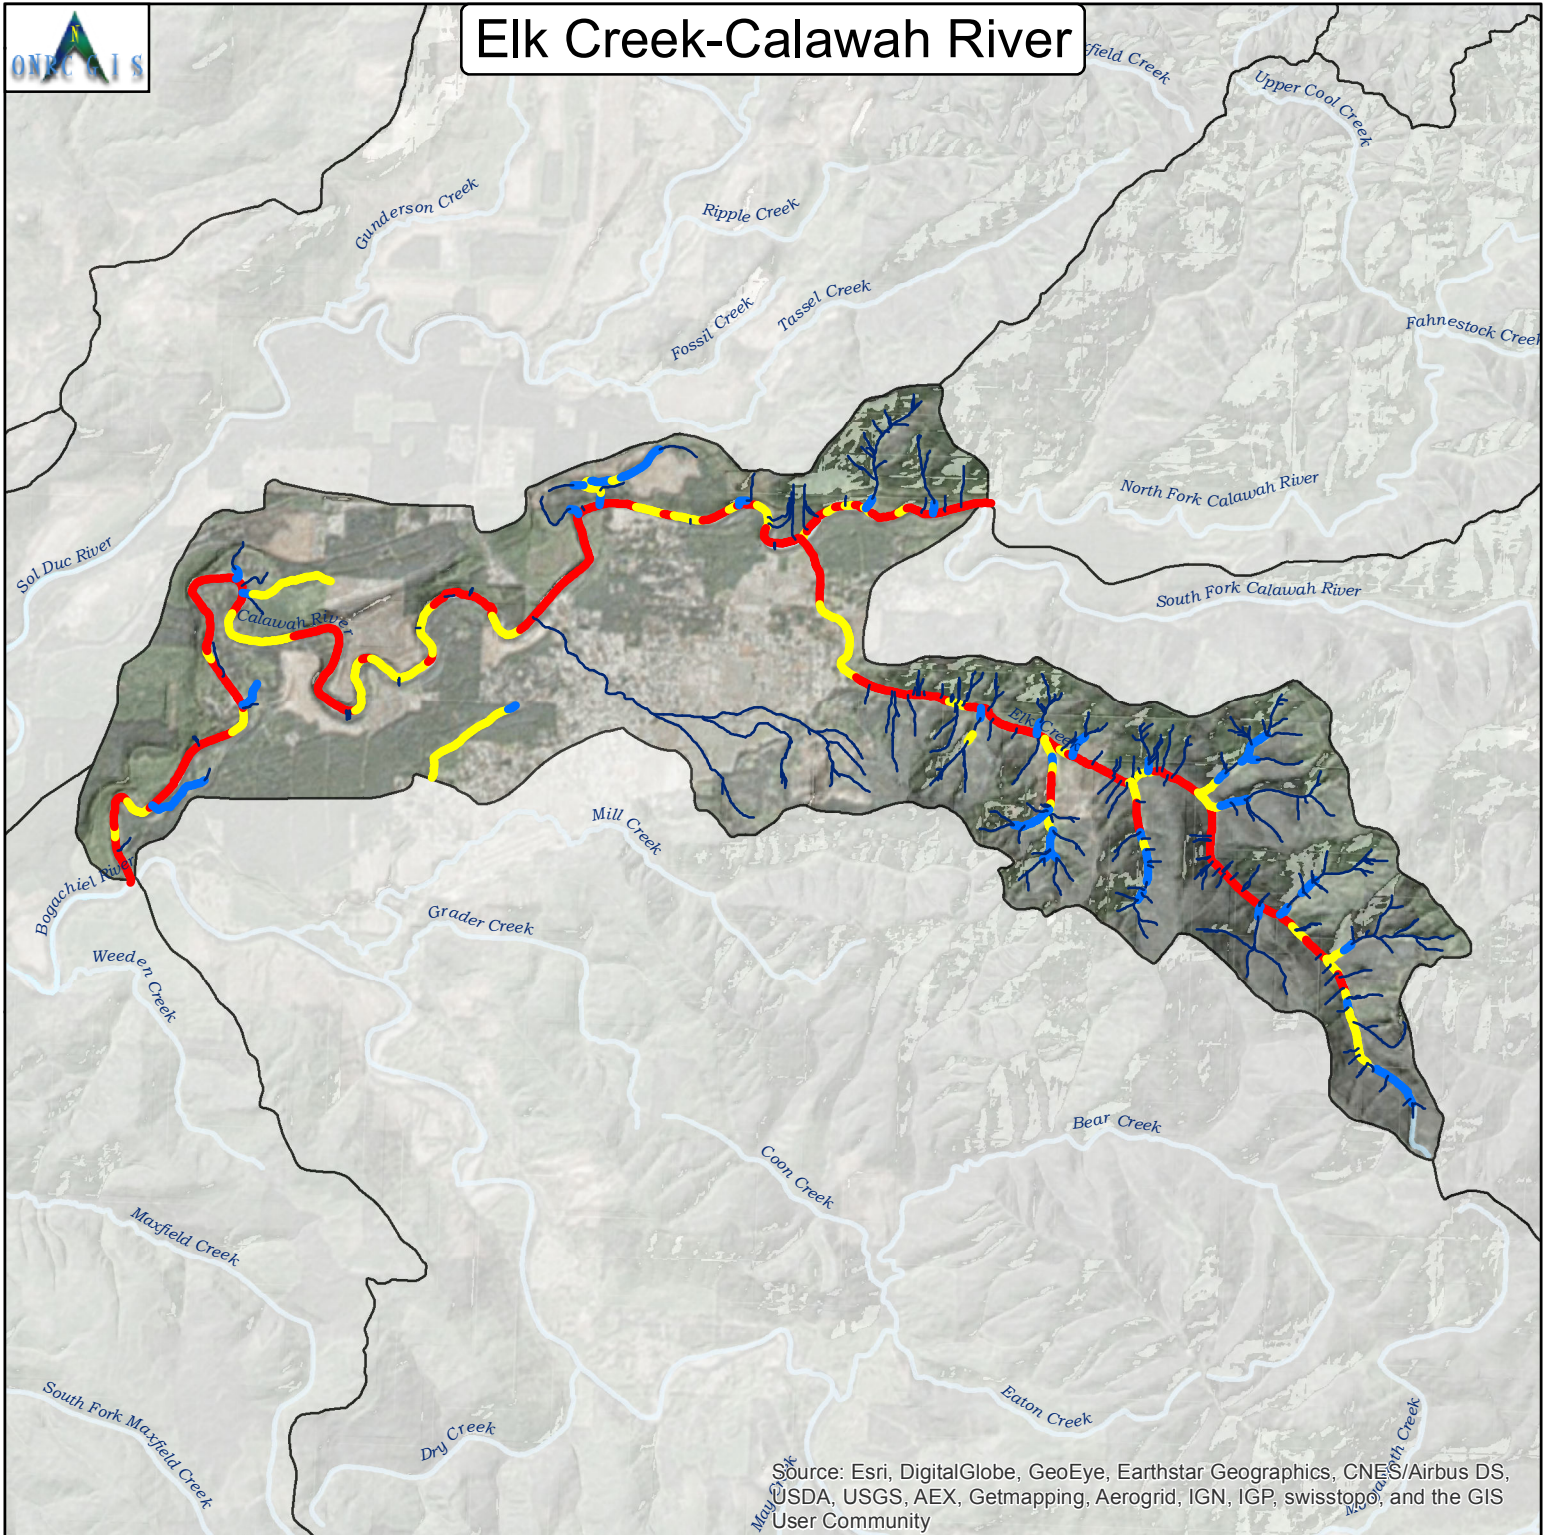 N
ONRC GIS
Elk Creek-Calawah River
Upper Cool Creek
Gunderson Creek
Ripple Creek
Fossil Creek
Tassel Creek
Fahnestock Creek
North Fork Calawah River
South Fork Calawah River
Sol Duc River
Calawah River
Elk Creek
Mill Creek
Bogachiel River
Grader Creek
Weeden Creek
Bear Creek
Coon Creek
Maxfield Creek
South Fork Maxfield Creek
Dry Creek
Eaton Creek
May Creek
Source: Esri, DigitalGlobe, GeoEye, Earthstar Geographics, CNES/Airbus DS,
USDA, USGS, AEX, Getmapping, Aerogrid, IGN, IGP, swisstopo, and the GIS
User Community